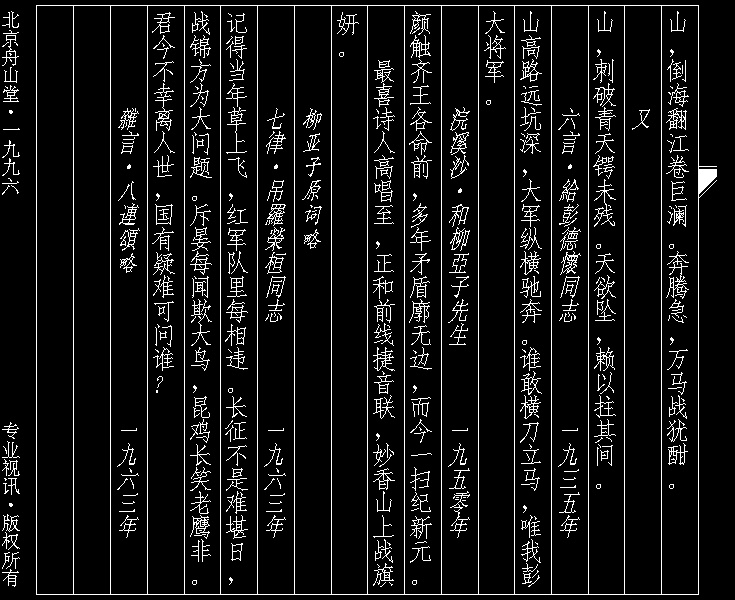 山，倒海翻江卷巨澜。奔腾急，万马战犹酣。
又
山，刺破青天锷未残。天欲坠，赖以拄其间。
六言·給彭德懷同志 一九三五年
山高路远坑深，大军纵横驰奔。谁敢横刀立马，唯我彭
大将军。
浣溪沙·和柳亞子先生 一九五零年
颜触齐王各命前，多年矛盾廓无边，而今一扫纪新元。
最喜诗人高唱至，正和前线捷音联，妙香山上战旗
妍。
柳亚子原词略
七律·吊羅榮桓同志 一九六三年
记得当年草上飞，红军队里每相违。长征不是难堪日，
战锦方为大问题。斥晏每闻欺大鸟，昆鸡长笑老鹰非。
君今不幸离人世，国有疑难可问谁？
雜言·八連頌略 一九六三年
北京舟山堂·一九九六 专业视讯·版权所有